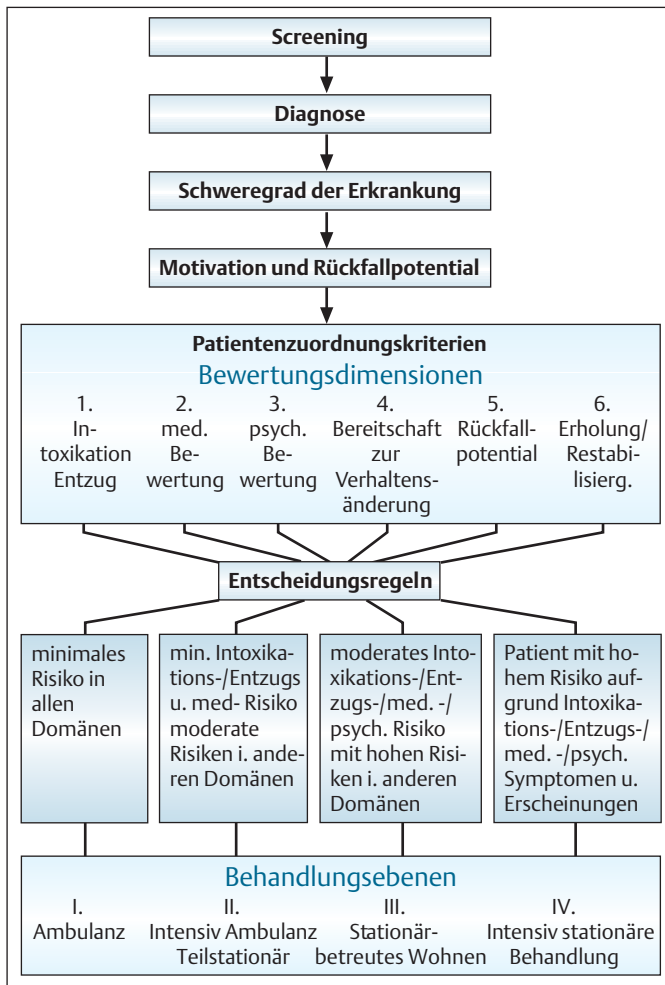 Screening
Diagnose
Schweregrad der Erkrankung
Motivation und Rückfallpotential
Patientenzuordnungskriterien
Bewertungsdimensionen
1.
In-
toxikation
Entzug
2.
med.
Be-
wertung
3.
psych.
Be-
wertung
4.
Bereitschaft
zur
Verhaltens-
änderung
5.
Rückfall-
potential
6.
Erholung/
Restabi-
lisierg.
Entscheidungsregeln
minimales
Risiko in
allen
Domänen
min. Intoxika-
tions-/Entzugs
u. med- Risiko
moderate
Risiken i. ande-
ren Domänen
moderates Into-
xikations-/Ent-
zugs-/med. -/
psych. Risiko
mit hohen Risi-
ken i. anderen
Domänen
Patient mit ho-
hem Risiko auf-
grund Intoxika-
tions-/Entzugs-/
med. -/psych.
Symptomen u.
Erscheinungen
Behandlungsebenen
I.
Ambulanz
II.
Intensiv Ambulanz
Teilstationär
III.
Stationär-
betreutes Wohnen
IV.
Intensiv stationäre
Behandlung